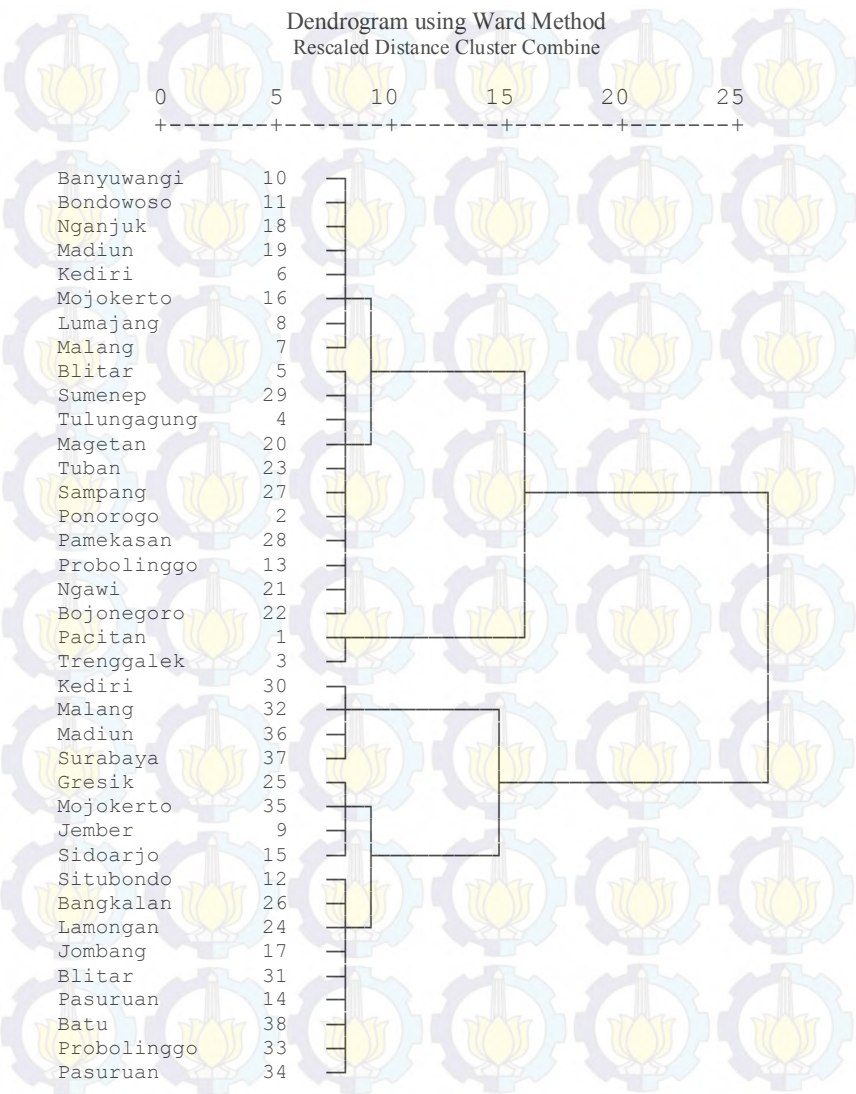 Dendrogram using Ward Method
Rescaled Distance Cluster Combine
0 5 10 15 20 25
+---------+---------+---------+---------+---------+
Banyuwangi 10
Bondowoso 11
Nganjuk 18
Madiun 19
Kediri 6
Mojokerto 16
Lumajang 8
Malang 7
Blitar 5
Sumenep 29
Tulungagung 4
Magetan 20
Tuban 23
Sampang 27
Ponorogo 2
Pamekasan 28
Probolinggo 13
Ngawi 21
Bojonegoro 22
Pacitan 1
Trenggalek 3
Kediri 30
Malang 32
Madiun 36
Surabaya 37
Gresik 25
Mojokerto 35
Jember 9
Sidoarjo 15
Situbondo 12
Bangkalan 26
Lamongan 24
Jombang 17
Blitar 31
Pasuruan 14
Batu 38
Probolinggo 33
Pasuruan 34